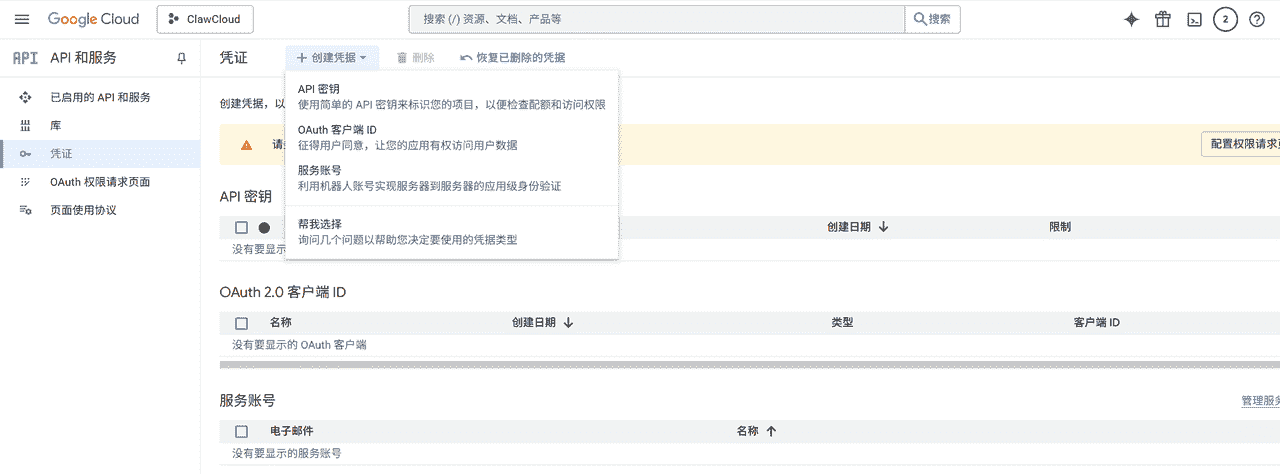 Google Cloud
ClawCloud
搜索 (/) 资源、文档、产品等
搜索
2
API
API 和服务
凭证
创建凭据
删除
恢复已删除的凭据
已启用的 API 和服务
库
凭证
OAuth 权限请求页面
页面使用协议
创建凭据，以
API 密钥
使用简单的 API 密钥来标识您的项目，以便检查配额和访问权限
OAuth 客户端 ID
征得用户同意，让您的应用有权访问用户数据
服务账号
利用机器人账号实现服务器到服务器的应用级身份验证
帮我选择
询问几个问题以帮助您决定要使用的凭据类型
请
配置权限请求
API 密钥
创建日期
限制
没有要显示
OAuth 2.0 客户端 ID
名称
创建日期
类型
客户端 ID
没有要显示的 OAuth 客户端
服务账号
管理服务
电子邮件
名称
没有要显示的服务账号